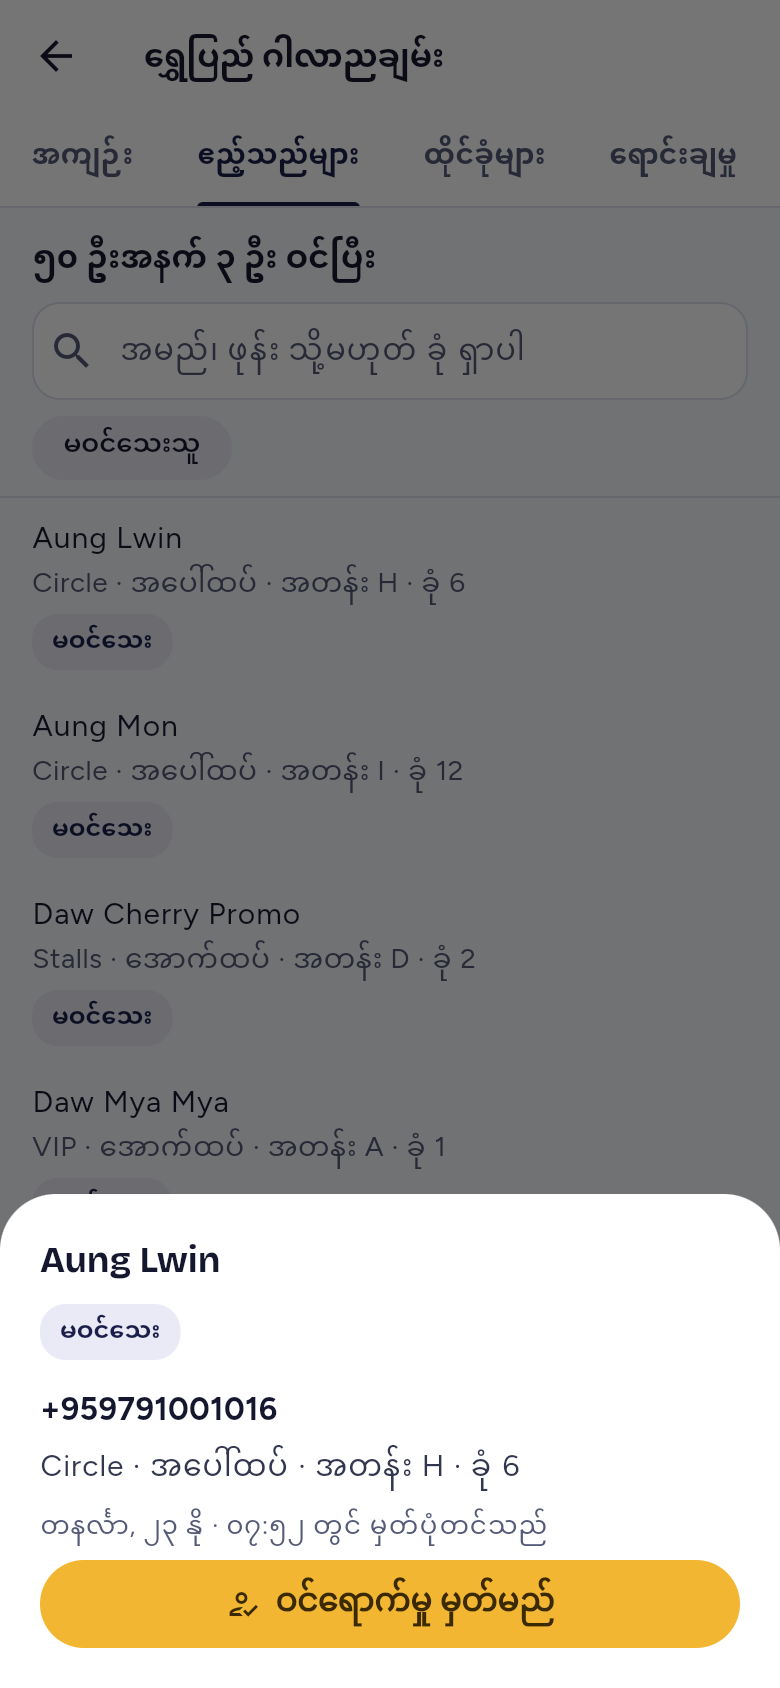 ရွှေပြည် ဂါလာညချမ်း
အကျဉ်း ဧည့်သည်များ ထိုင်ခုံများ ရောင်းချမှု
၅၀ ဦးအနက် ၃ ဦး ဝင်ပြီး
အမည်၊ ဖုန်း သို့မဟုတ် ခုံ ရှာပါ
မဝင်သေးသူ
Aung Lwin
Circle · အပေါ်ထပ် · အတန်း H · ခုံ 6
မဝင်သေး
Aung Mon
Circle · အပေါ်ထပ် · အတန်း I · ခုံ 12
မဝင်သေး
Daw Cherry Promo
Stalls · အောက်ထပ် · အတန်း D · ခုံ 2
မဝင်သေး
Daw Mya Mya
VIP · အောက်ထပ် · အတန်း A · ခုံ 1
Aung Lwin
မဝင်သေး
+959791001016
Circle · အပေါ်ထပ် · အတန်း H · ခုံ 6
တနင်္လာ, ၂၃ နို · ၀၇:၅၂ တွင် မှတ်ပုံတင်သည်
ဝင်ရောက်မှု မှတ်မည်